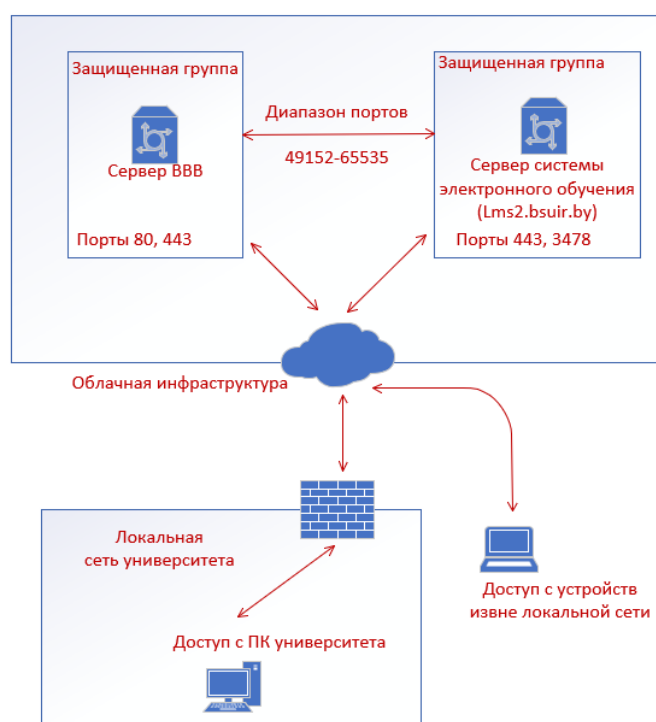 Защищенная группа
Сервер BBB
Порты 80, 443
Диапазон портов
49152-65535
Защищенная группа
Сервер системы
электронного обучения
(Lms2.bsuir.by)
Порты 443, 3478
Облачная инфраструктура
Локальная
сеть университета
Доступ с ПК университета
Доступ с устройств
извне локальной сети